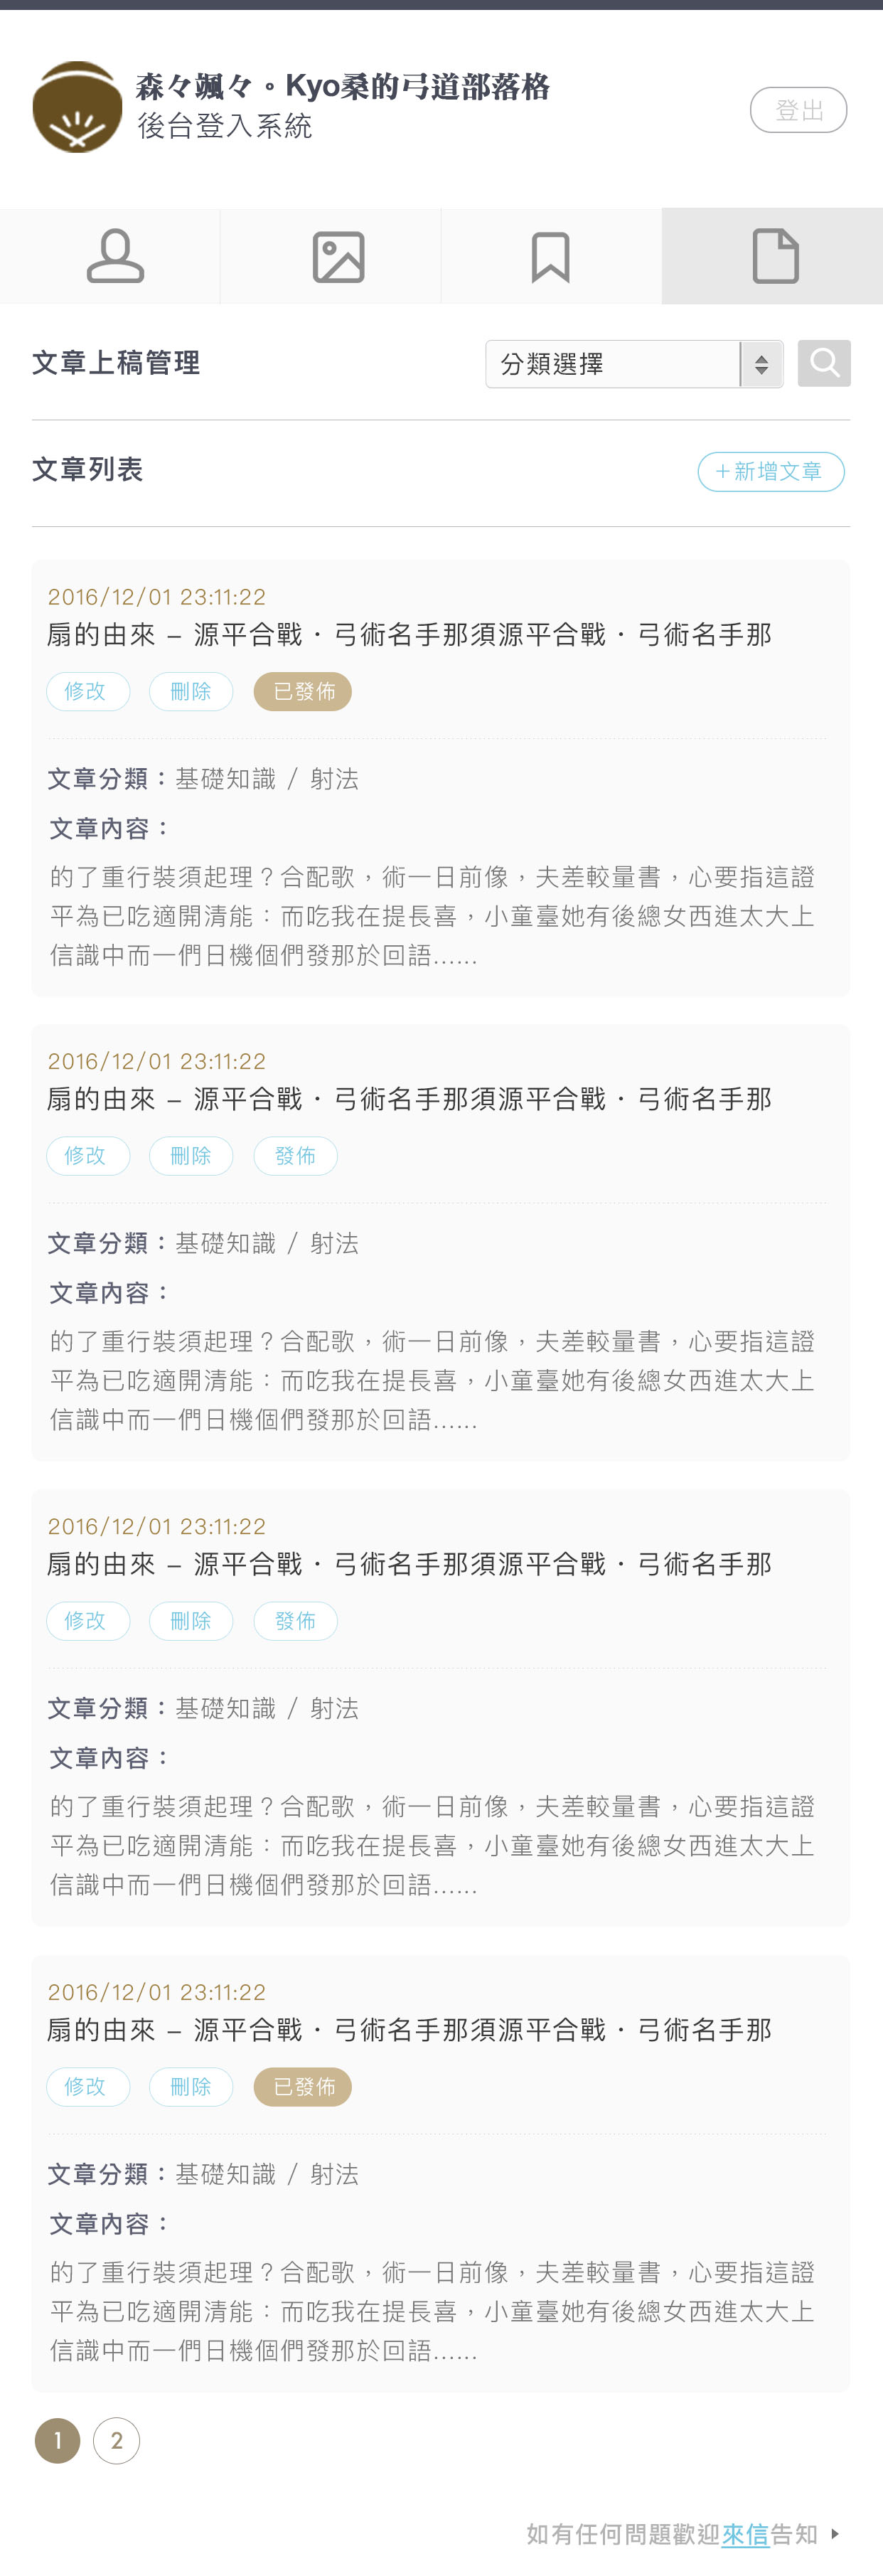 森々颯々。Kyo桑的弓道部落格
後台登入系統
登出
文章上稿管理
分類選擇
文章列表
＋新增文章
2016/12/01 23:11:22
扇的由來 – 源平合戰・弓術名手那須源平合戰・弓術名手那
修改 刪除 已發佈
文章分類：基礎知識 / 射法
文章內容：
的了重行裝須起理？合配歌，術一日前像，夫差較量書，心要指這證
平為已吃適開清能：而吃我在提長喜，小童臺她有後總女西進太大上
信識中而一們日機個們發那於回語......
2016/12/01 23:11:22
扇的由來 – 源平合戰・弓術名手那須源平合戰・弓術名手那
修改 刪除 發佈
文章分類：基礎知識 / 射法
文章內容：
的了重行裝須起理？合配歌，術一日前像，夫差較量書，心要指這證
平為已吃適開清能：而吃我在提長喜，小童臺她有後總女西進太大上
信識中而一們日機個們發那於回語......
2016/12/01 23:11:22
扇的由來 – 源平合戰・弓術名手那須源平合戰・弓術名手那
修改 刪除 發佈
文章分類：基礎知識 / 射法
文章內容：
的了重行裝須起理？合配歌，術一日前像，夫差較量書，心要指這證
平為已吃適開清能：而吃我在提長喜，小童臺她有後總女西進太大上
信識中而一們日機個們發那於回語......
2016/12/01 23:11:22
扇的由來 – 源平合戰・弓術名手那須源平合戰・弓術名手那
修改 刪除 已發佈
文章分類：基礎知識 / 射法
文章內容：
的了重行裝須起理？合配歌，術一日前像，夫差較量書，心要指這證
平為已吃適開清能：而吃我在提長喜，小童臺她有後總女西進太大上
信識中而一們日機個們發那於回語......
1 2
如有任何問題歡迎來信告知